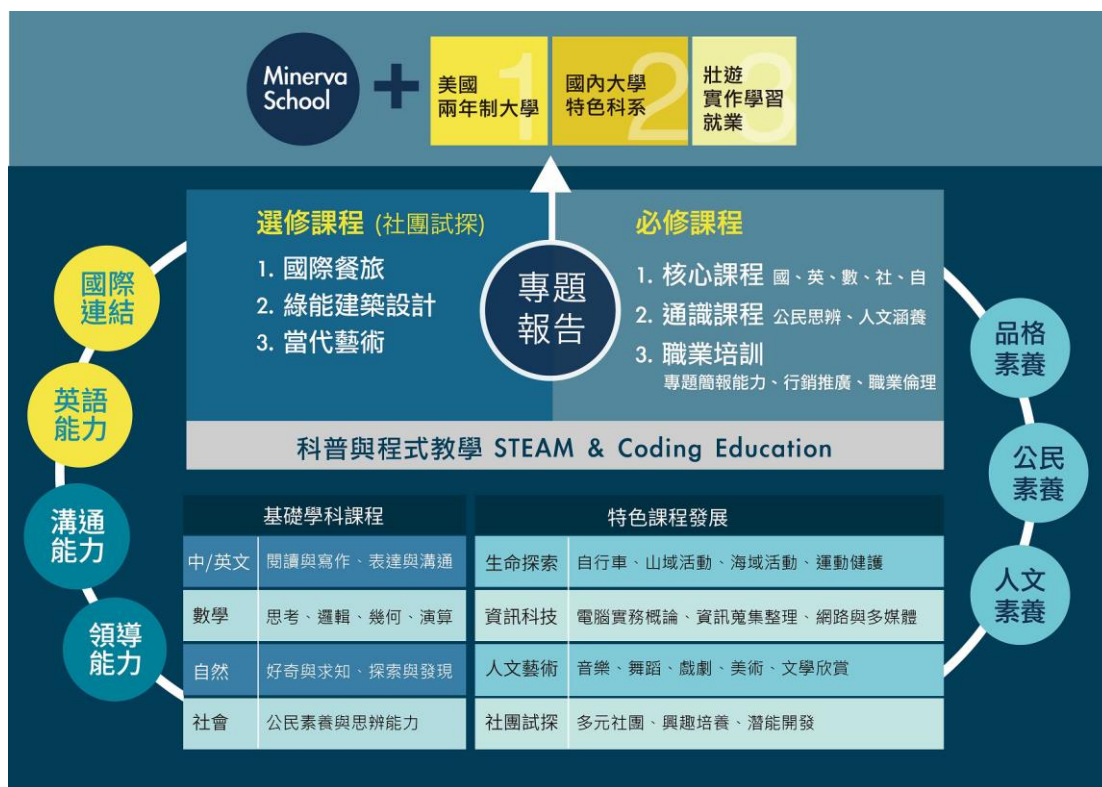 Minerva
School
+
美國
兩年制大學
1
國內大學
特色科系
2
壯遊
實作學習
就業
3
選修課程 (社團試探)
1. 國際餐旅
2. 綠能建築設計
3. 當代藝術
專題
報告
必修課程
1. 核心課程 國、英、數、社、自
2. 通識課程 公民思辨、人文涵養
3. 職業培訓
專題簡報能力、行銷推廣、職業倫理
科普與程式教學 STEAM & Coding Education
國際
連結
英語
能力
溝通
能力
領導
能力
品格
素養
公民
素養
人文
素養
基礎學科課程
中/英文 閱讀與寫作、表達與溝通
數學 思考、邏輯、幾何、演算
自然 好奇與求知、探索與發現
社會 公民素養與思辨能力
特色課程發展
生命探索 自行車、山域活動、海域活動、運動健護
資訊科技 電腦實務概論、資訊蒐集整理、網路與多媒體
人文藝術 音樂、舞蹈、戲劇、美術、文學欣賞
社團試探 多元社團、興趣培養、潛能開發